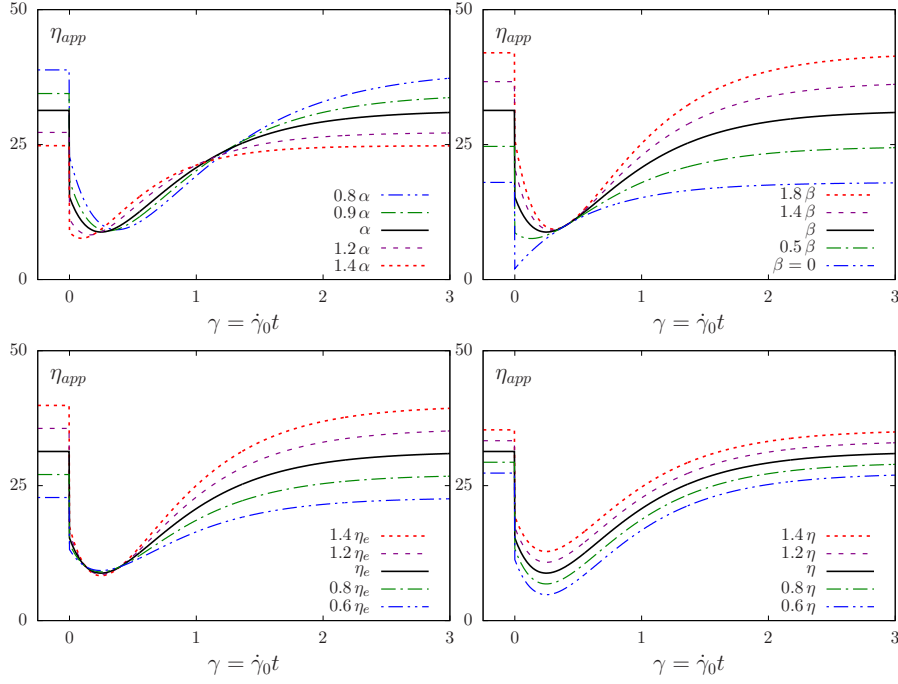 50
η_app
25
0
0.8 α
0.9 α
α
1.2 α
1.4 α
0 1 2 3
γ = γ̇₀t
50
η_app
25
0
1.8 β
1.4 β
β
0.5 β
β = 0
0 1 2 3
γ = γ̇₀t
50
η_app
25
0
1.4 η_e
1.2 η_e
η_e
0.8 η_e
0.6 η_e
0 1 2 3
γ = γ̇₀t
50
η_app
25
0
1.4 η
1.2 η
η
0.8 η
0.6 η
0 1 2 3
γ = γ̇₀t